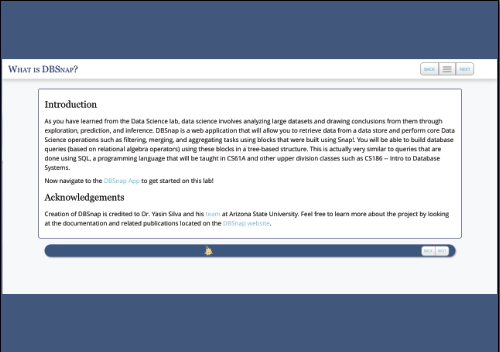 WHAT IS DBSNAP?
BACK NEXT
Introduction
As you have learned from the Data Science lab, data science involves analyzing large datasets and drawing conclusions from them through
exploration, prediction, and inference. DBSnap is a web application that will allow you to retrieve data from a data store and perform core Data
Science operations such as filtering, merging, and aggregating tasks using blocks that were built using Snap!. You will be able to build database
queries (based on relational algebra operators) using these blocks in a tree-based structure. This is actually very similar to queries that are
done using SQL, a programming language that will be taught in CS61A and other upper division classes such as CS186 -- Intro to Database
Systems.
Now navigate to the DBSnap App to get started on this lab!
Acknowledgements
Creation of DBSnap is credited to Dr. Yasin Silva and his team at Arizona State University. Feel free to learn more about the project by looking
at the documentation and related publications located on the DBSnap website.
BACK NEXT